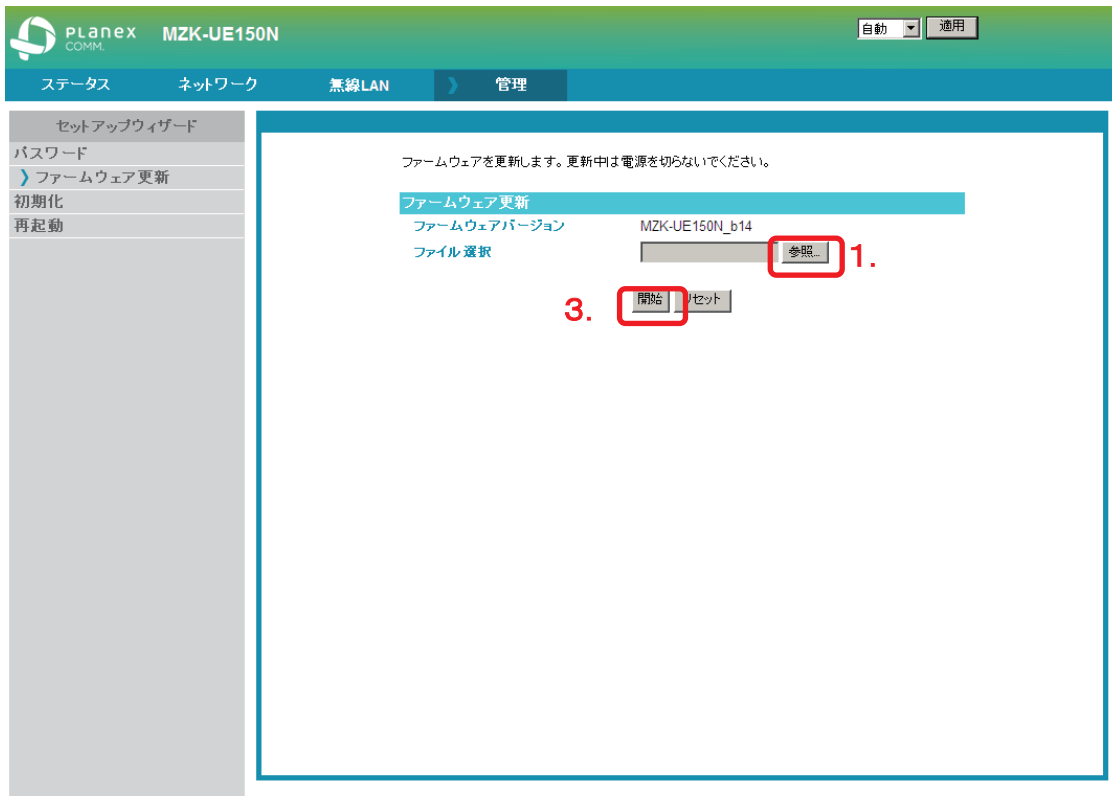 PLanex COMM. MZK-UE150N 自動 適用
ステータス ネットワーク 無線LAN 》 管理
セットアップウィザード
パスワード
》ファームウェア更新
初期化
再起動
ファームウェアを更新します。更新中は電源を切らないでください。
ファームウェア更新
ファームウェアバージョン MZK-UE150N_b14
ファイル選択 参照... 1.
3. 開始 リセット